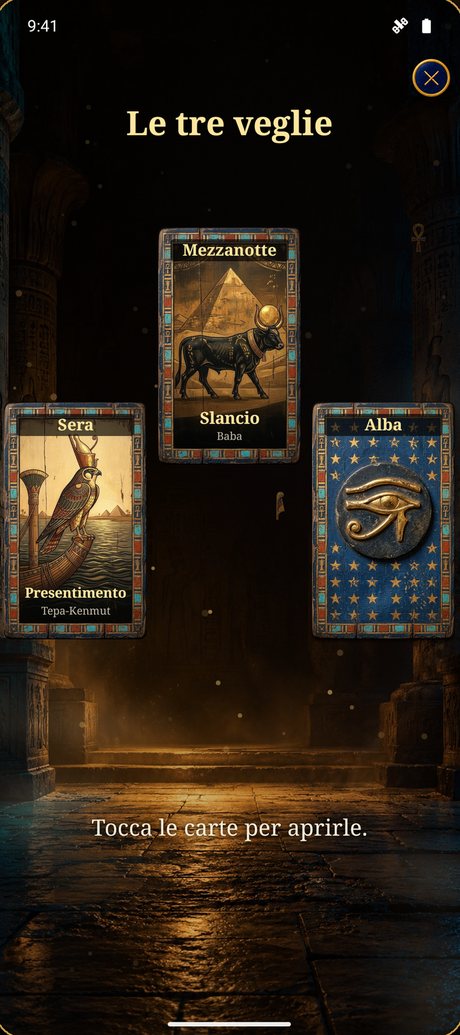 9:41
Le tre veglie
Mezzanotte
Slancio
Baba
Sera
Presentimento
Tepa-Kenmut
Alba
Tocca le carte per aprirle.